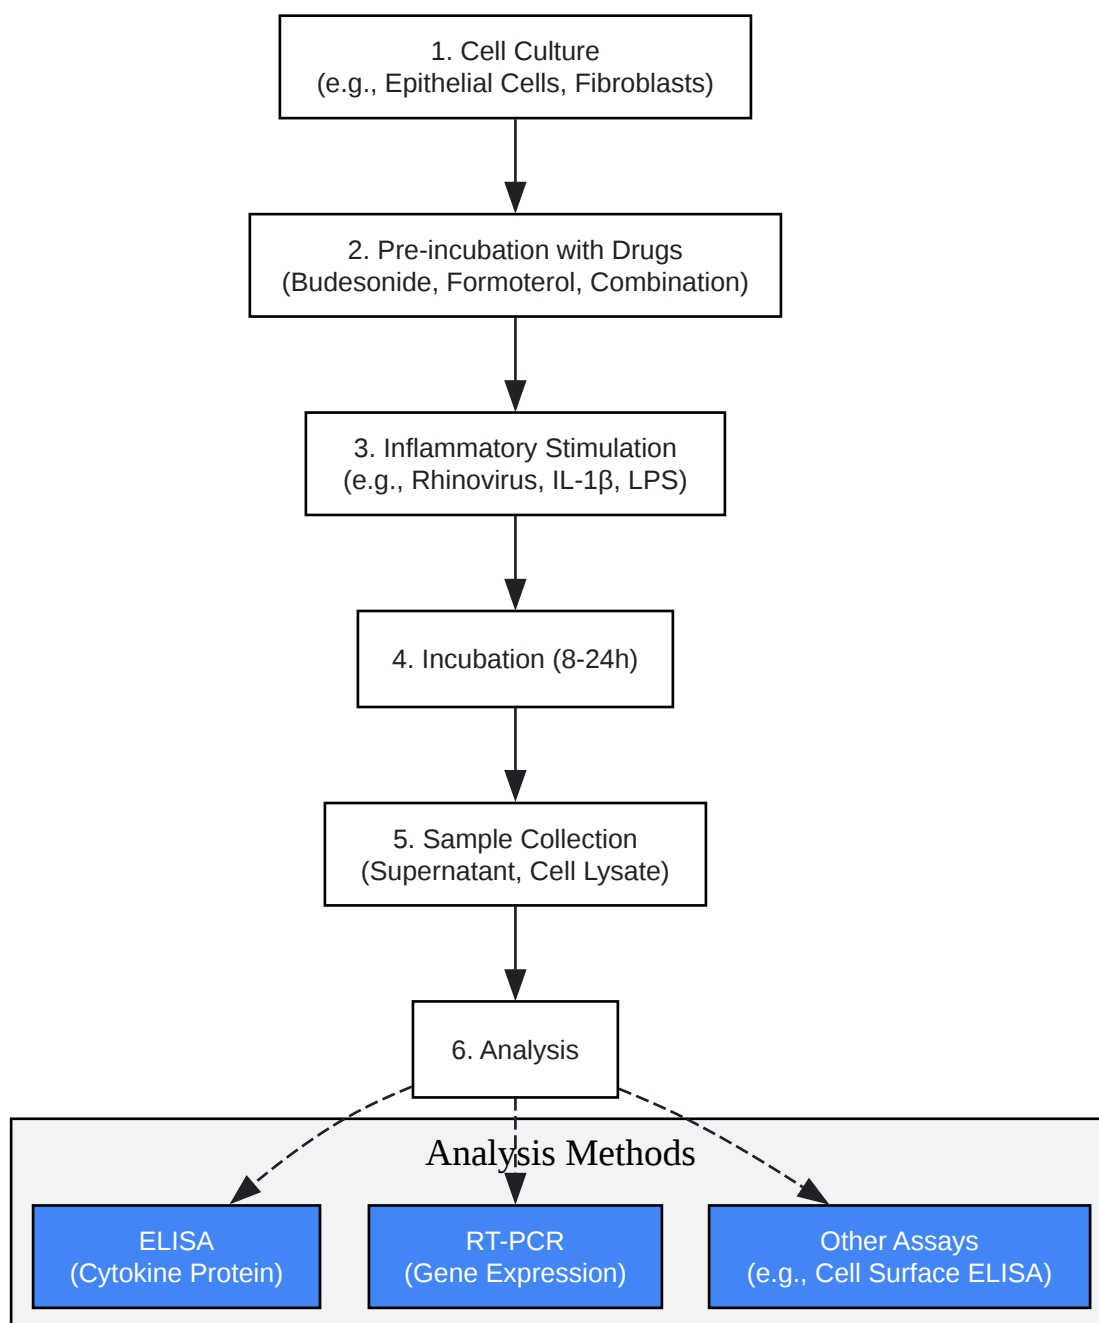 1. Cell Culture
(e.g., Epithelial Cells, Fibroblasts)
2. Pre-incubation with Drugs
(Budesonide, Formoterol, Combination)
3. Inflammatory Stimulation
(e.g., Rhinovirus, IL-1β, LPS)
4. Incubation (8-24h)
5. Sample Collection
(Supernatant, Cell Lysate)
6. Analysis
Analysis Methods
ELISA
(Cytokine Protein)
RT-PCR
(Gene Expression)
Other Assays
(e.g., Cell Surface ELISA)